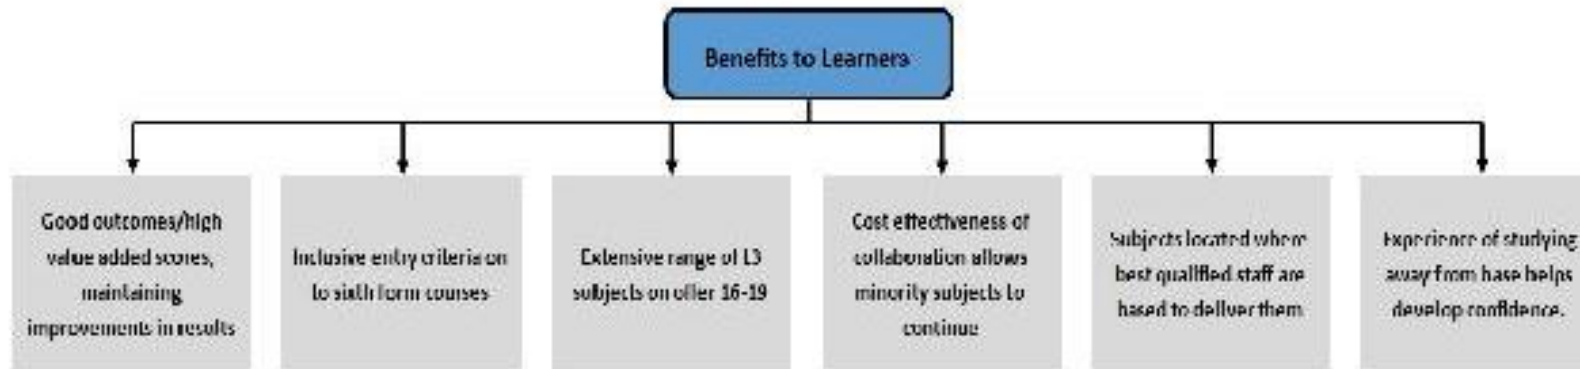 Benefits to Learners
Good outcomes/high
value added scores,
maintaining
improvements in results
Inclusive entry criteria on
to sixth form courses
Extensive range of L3
subjects on offer 16-19
Cost effectiveness of
collaboration allows
minority subjects to
continue
Subjects located where
best qualified staff are
based to deliver them
Experience of studying
away from base helps
develop confidence.